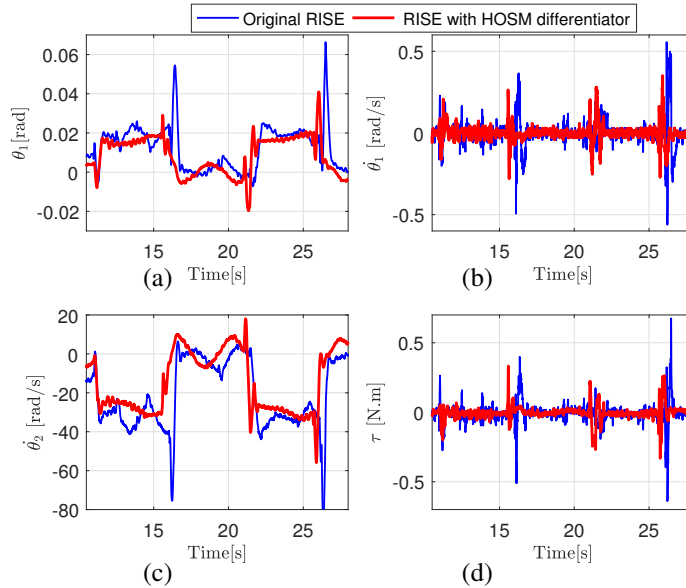 Original RISE RISE with HOSM differentiator
0.06
0.04
0.02
0
-0.02
θ₁[rad]
15 20 25
Time[s]
(a)
0.5
0
-0.5
θ̇₁ [rad/s]
15 20 25
Time[s]
(b)
20
0
-20
-40
-60
-80
θ̇₂ [rad/s]
15 20 25
Time[s]
(c)
0.5
0
-0.5
τ [N.m]
15 20 25
Time[s]
(d)